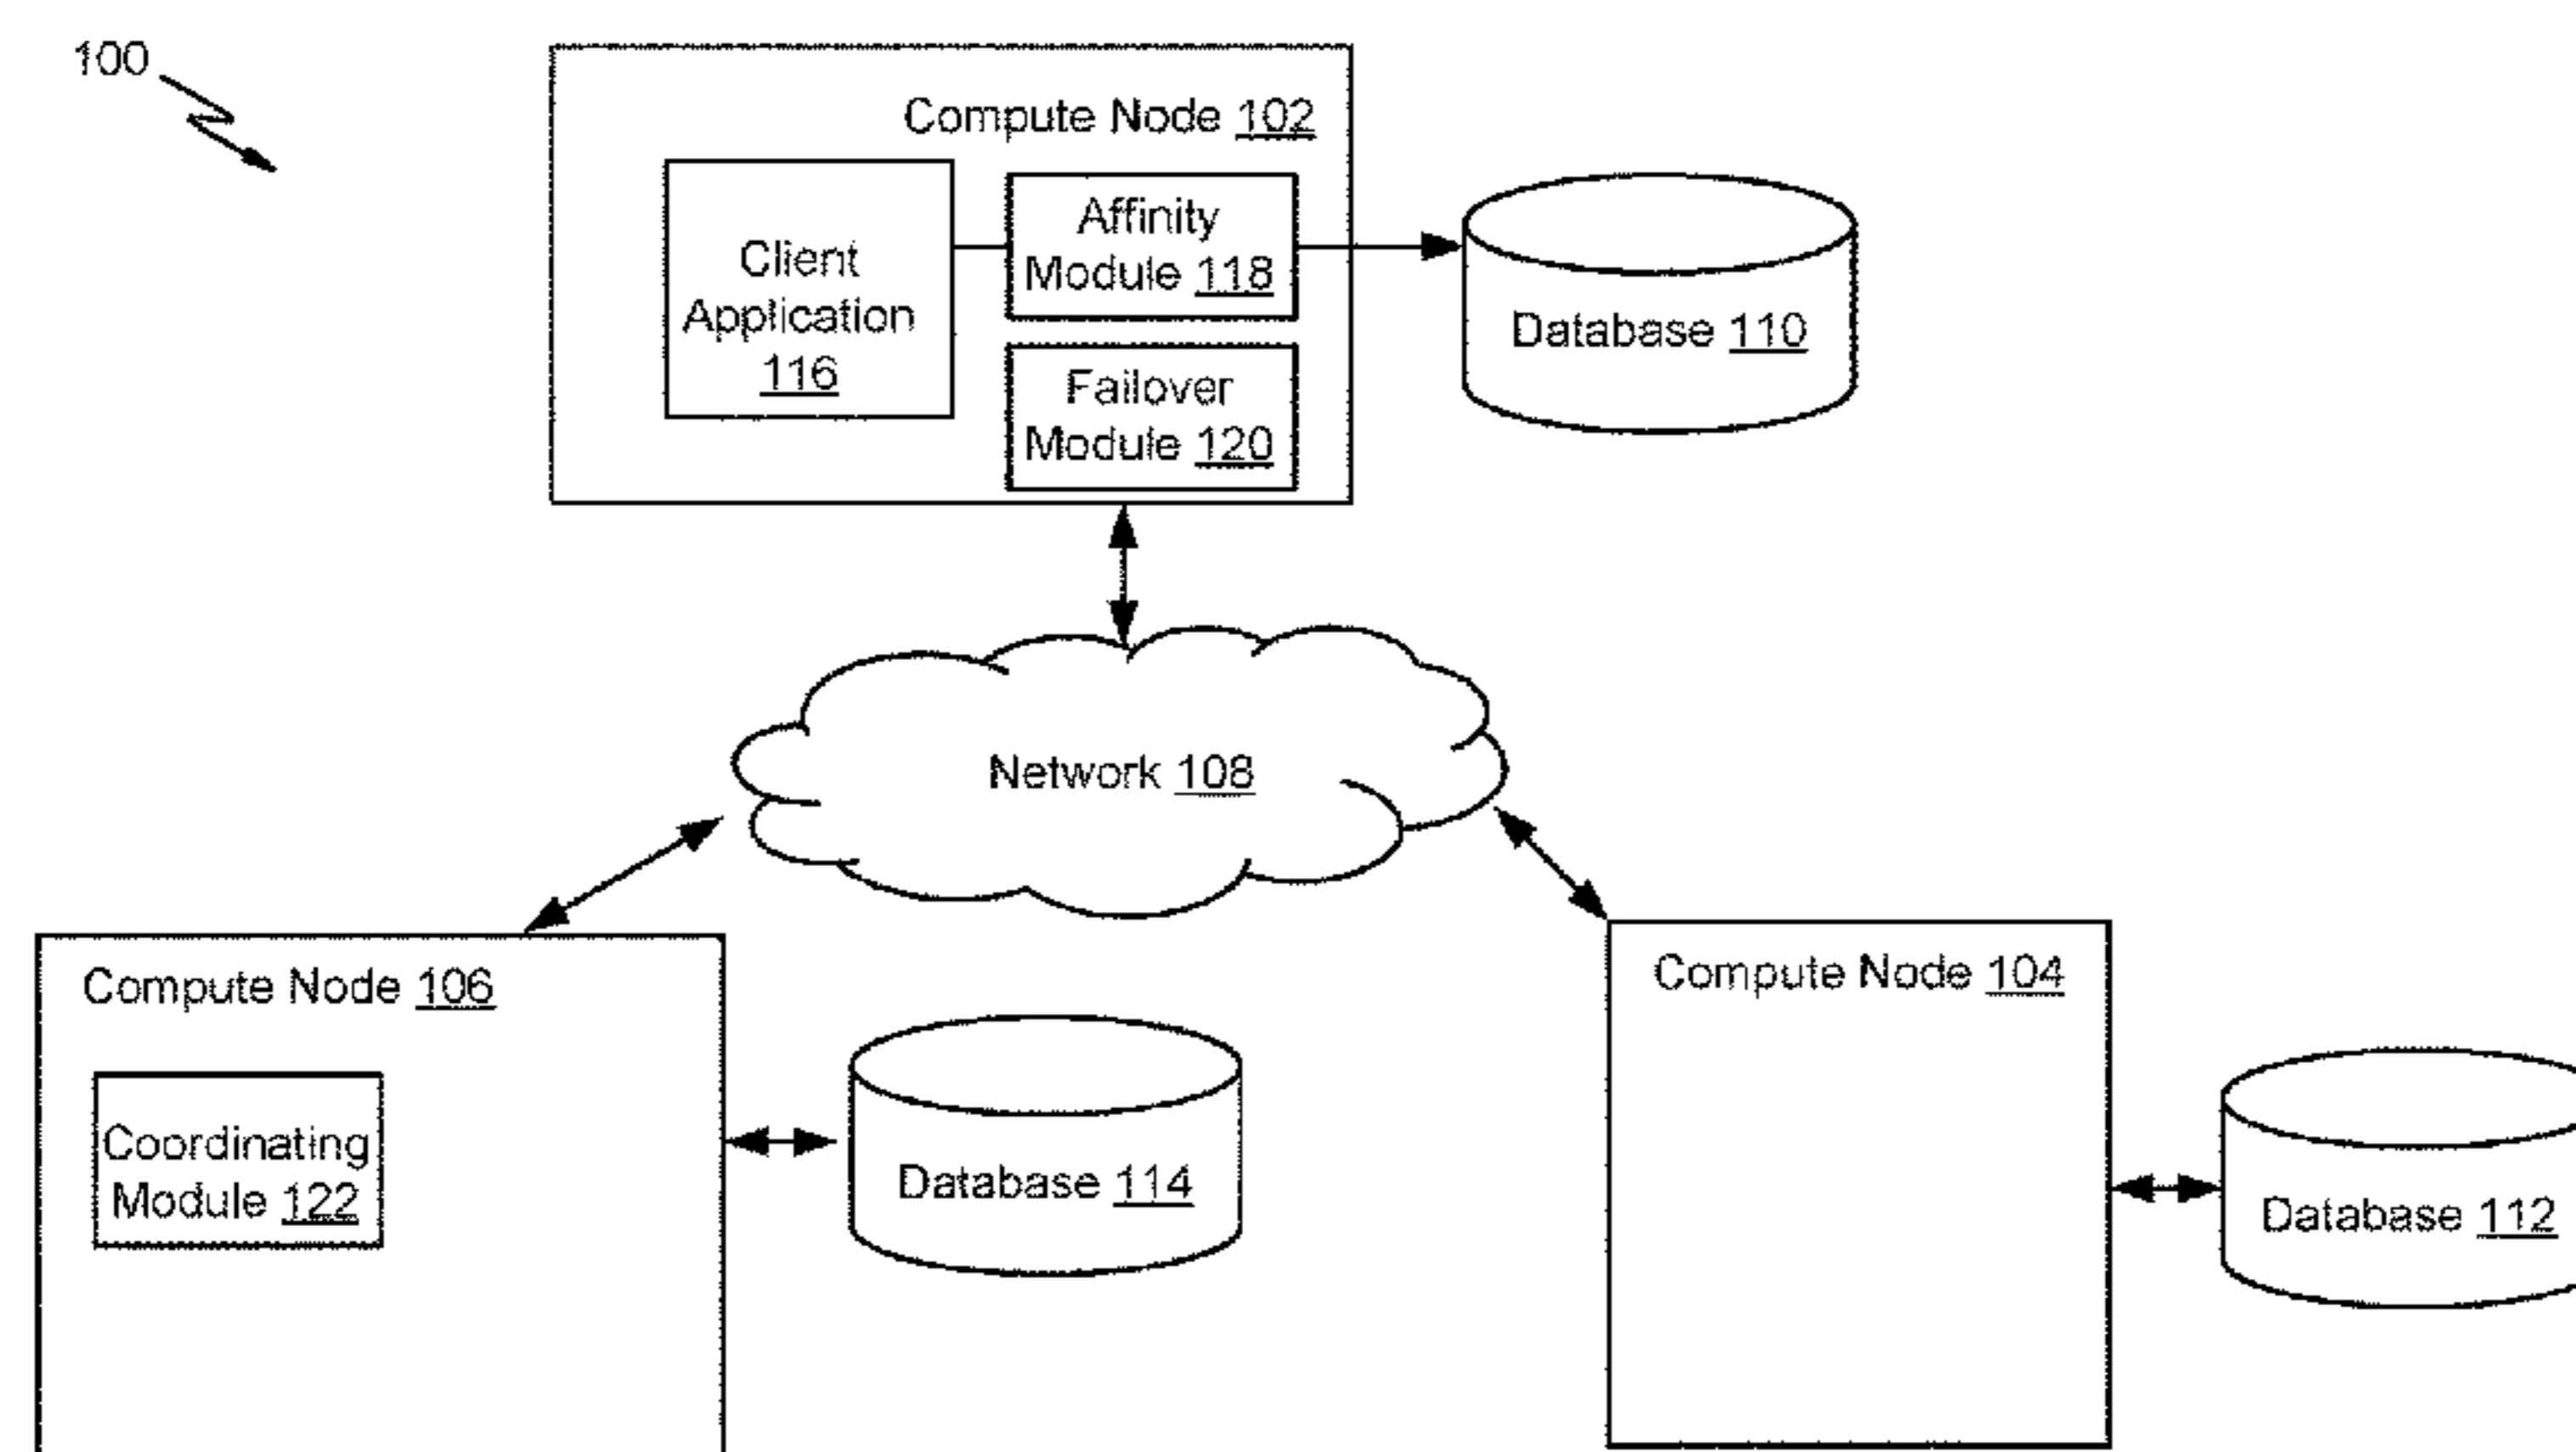 100
Compute Node 102
Client
Application
116
Affinity
Module 118
Failover
Module 120
Database 110
Network 108
Compute Node 106
Coordinating
Module 122
Database 114
Compute Node 104
Database 112